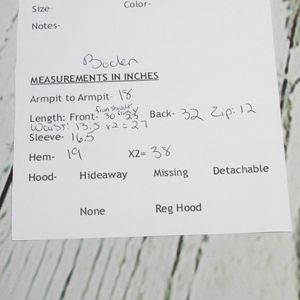 Size-
Color-
Notes-
Boden
MEASUREMENTS IN INCHES
Armpit to Armpit- 18
from shoulder
Length: Front- 30 from V 23 Back- 32 Zip: 12
Waist: 13.5 x2 = 27
Sleeve- 16.5
Hem- 19 X2= 38
Hood- Hideaway Missing Detachable
None Reg Hood